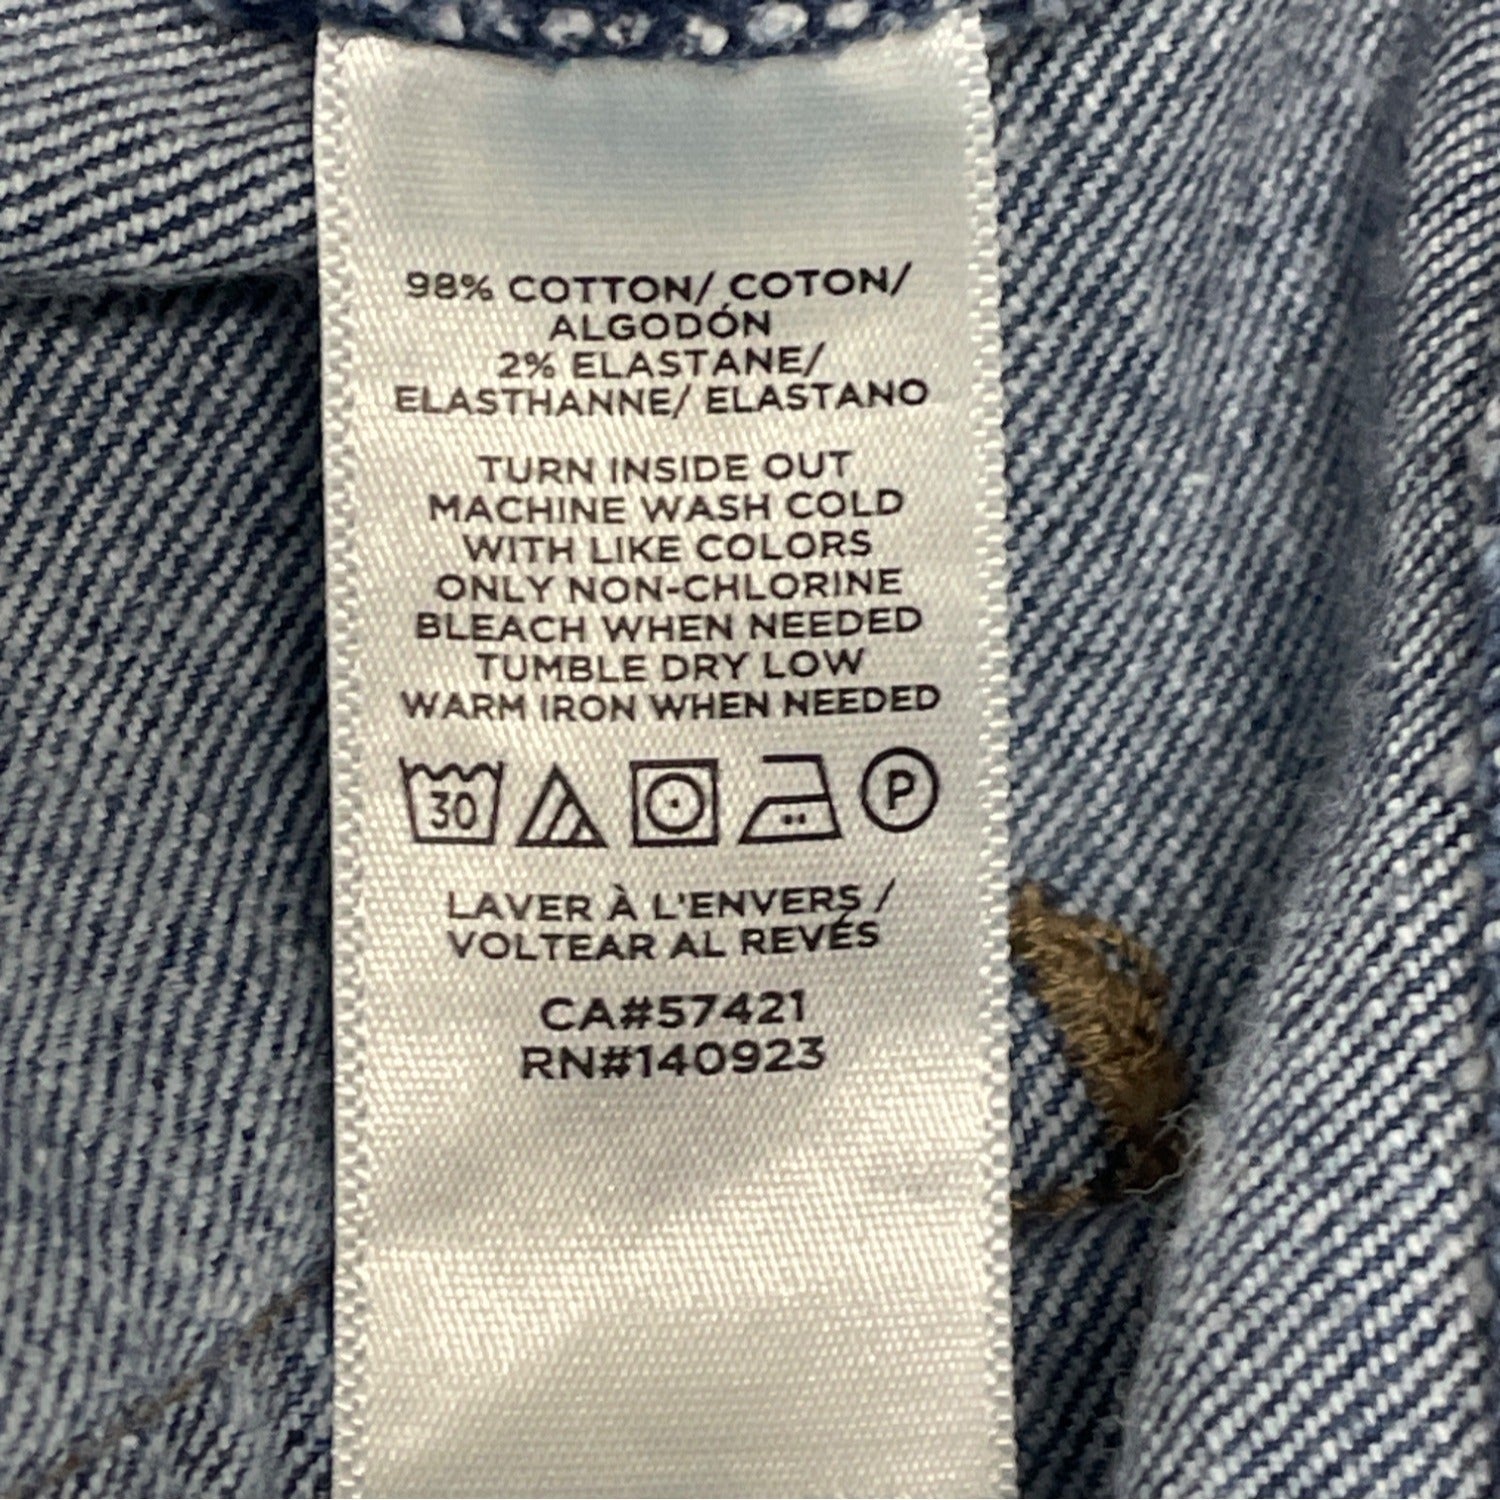 98% COTTON/ COTON/
ALGODÓN
2% ELASTANE/
ELASTHANNE/ ELASTANO
TURN INSIDE OUT
MACHINE WASH COLD
WITH LIKE COLORS
ONLY NON-CHLORINE
BLEACH WHEN NEEDED
TUMBLE DRY LOW
WARM IRON WHEN NEEDED
30 P
LAVER À L'ENVERS /
VOLTEAR AL REVÉS
CA#57421
RN#140923